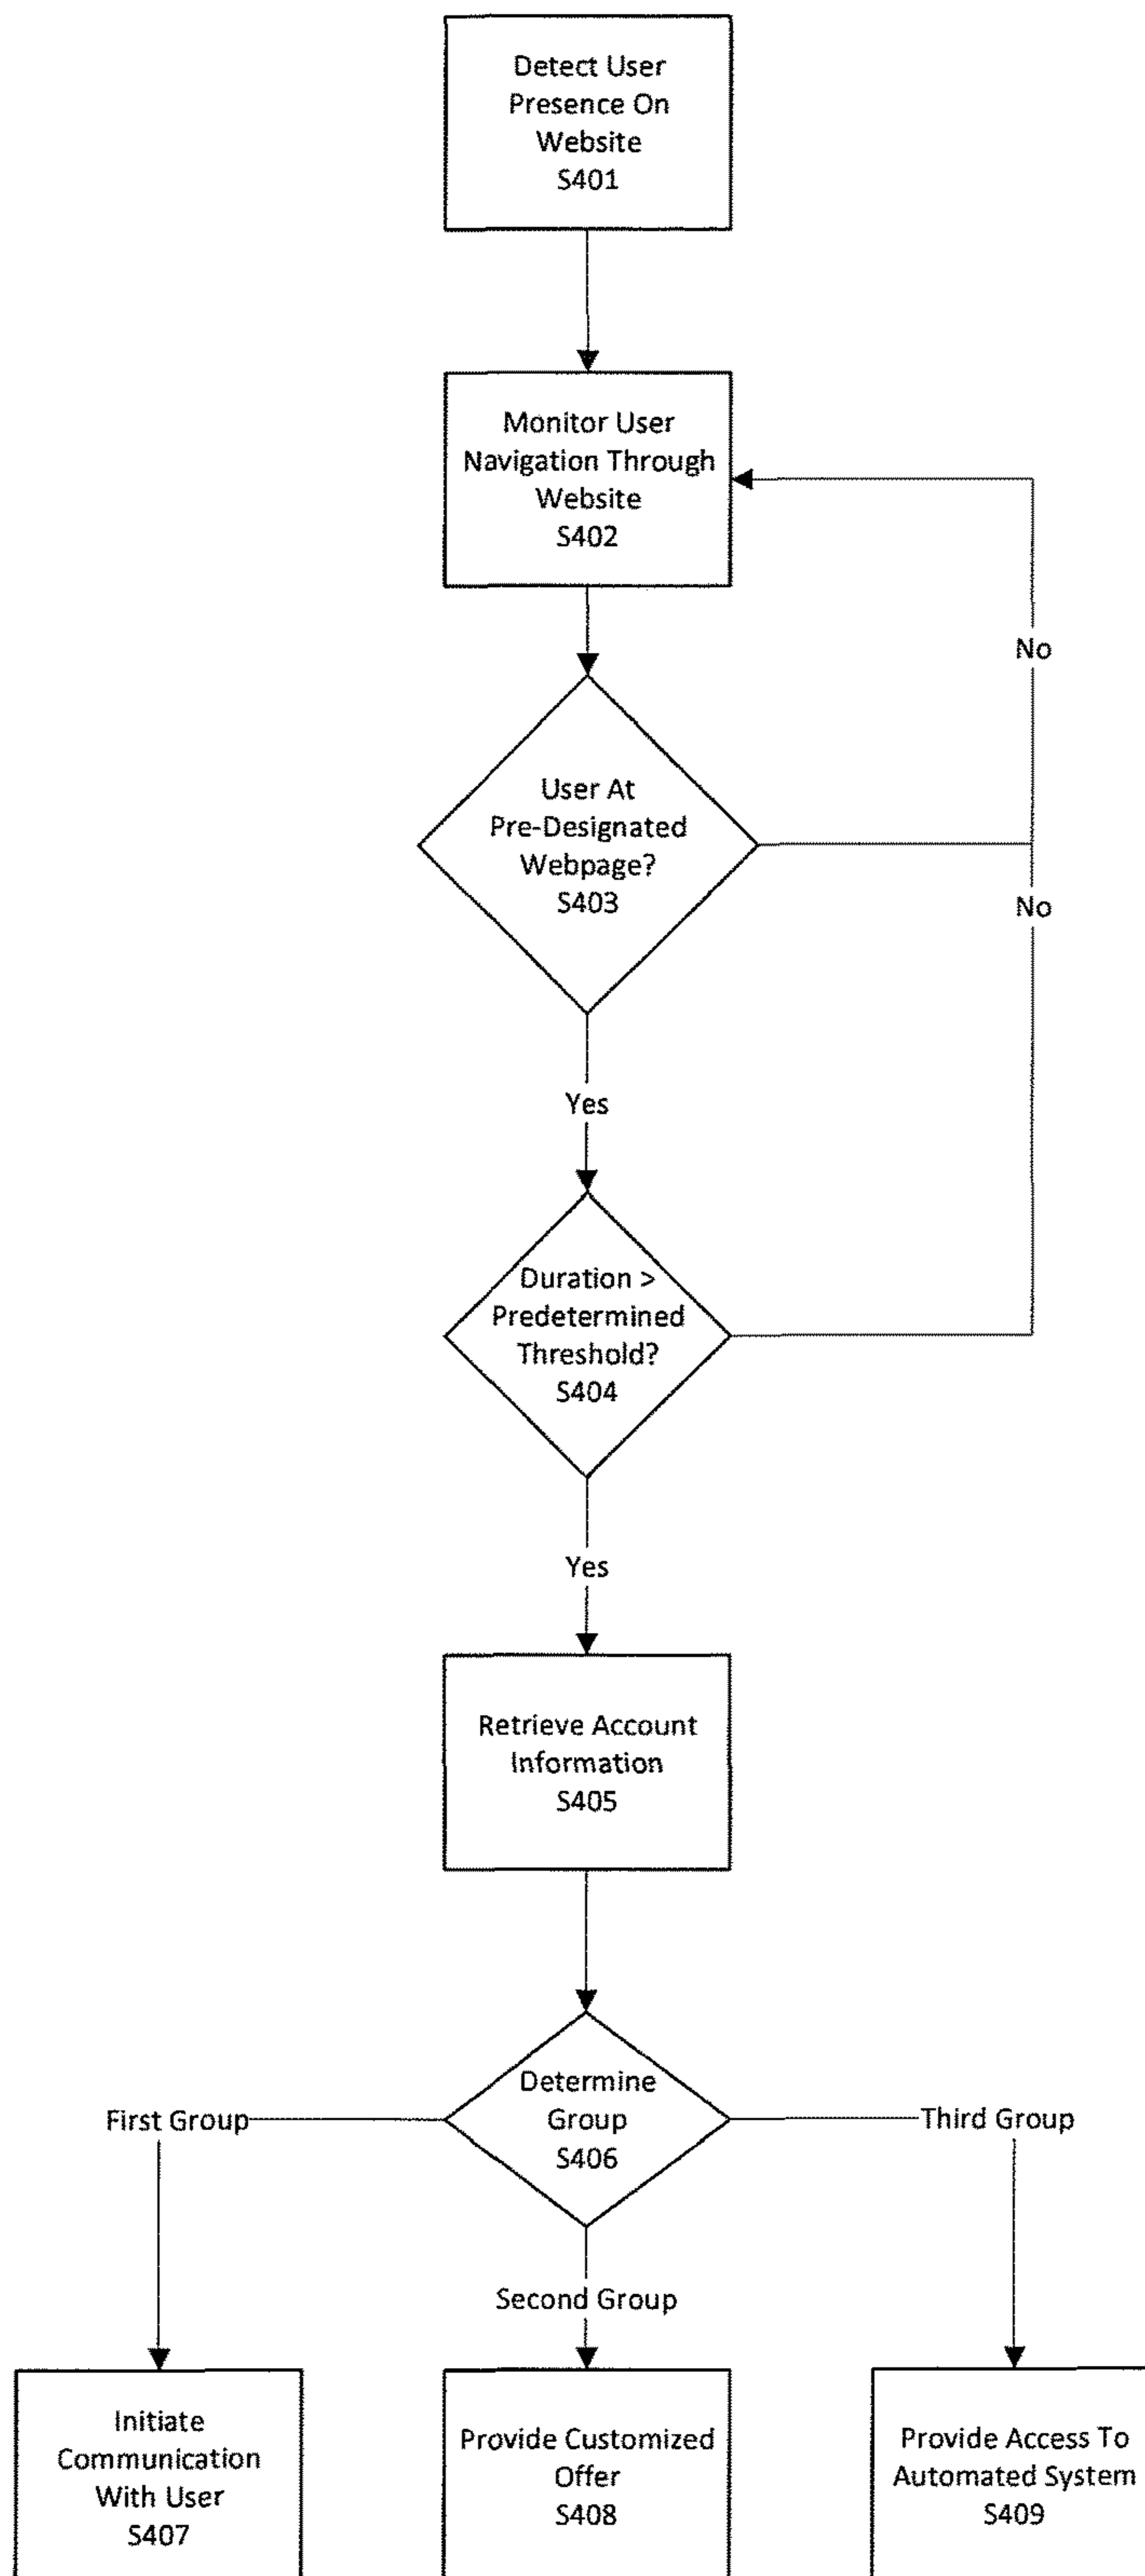 Detect User
Presence On
Website
S401
Monitor User
Navigation Through
Website
S402
No
User At
Pre-Designated
Webpage?
S403
No
Yes
Duration >
Predetermined
Threshold?
S404
Yes
Retrieve Account
Information
S405
Determine
Group
S406
First Group
Third Group
Second Group
Initiate
Communication
With User
S407
Provide Customized
Offer
S408
Provide Access To
Automated System
S409